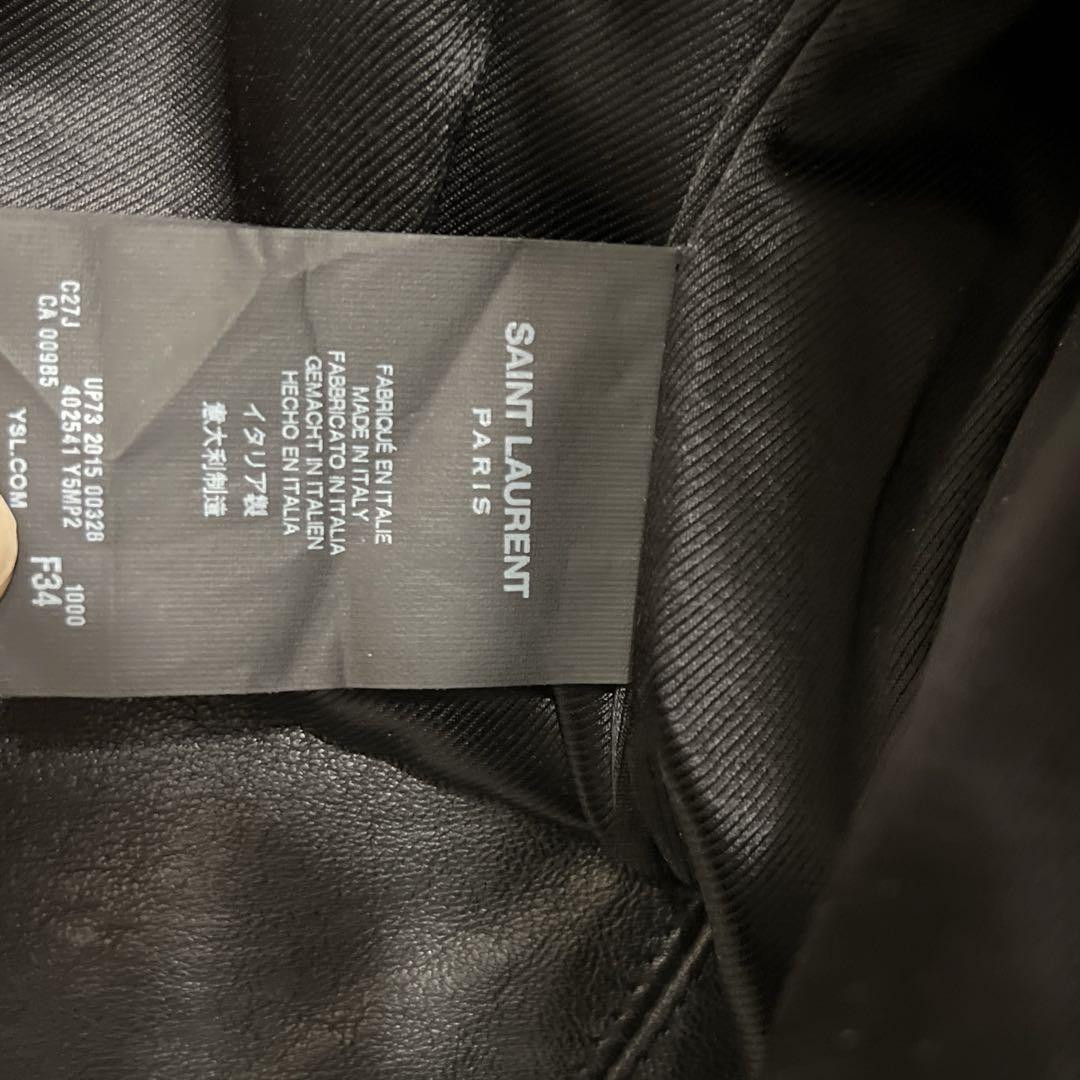 SAINT LAURENT
PARIS
FABRIQUÉ EN ITALIE
MADE IN ITALY
FABBRICATO IN ITALIA
GEMACHT IN ITALIEN
HECHO EN ITALIA
イタリア製
意大利制造
UP73 2015 00328 1000
C27J 402541 Y5MP2 F34
CA 00985
YSL.COM